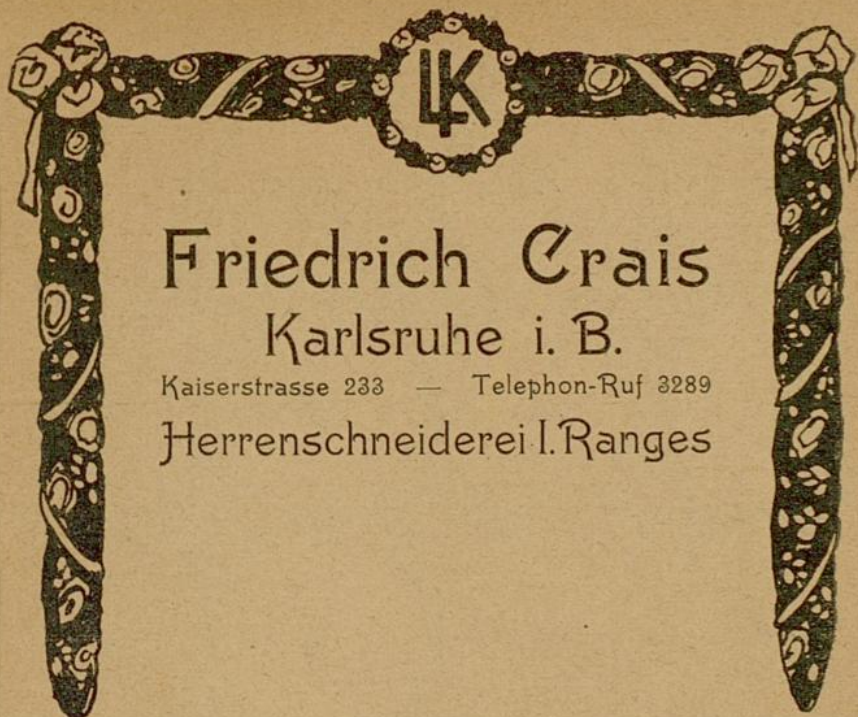 LK
Friedrich Crais
Karlsruhe i. B.
Kaiserstrasse 233 — Telephon-Ruf 3289
Herrenschneiderei I. Ranges